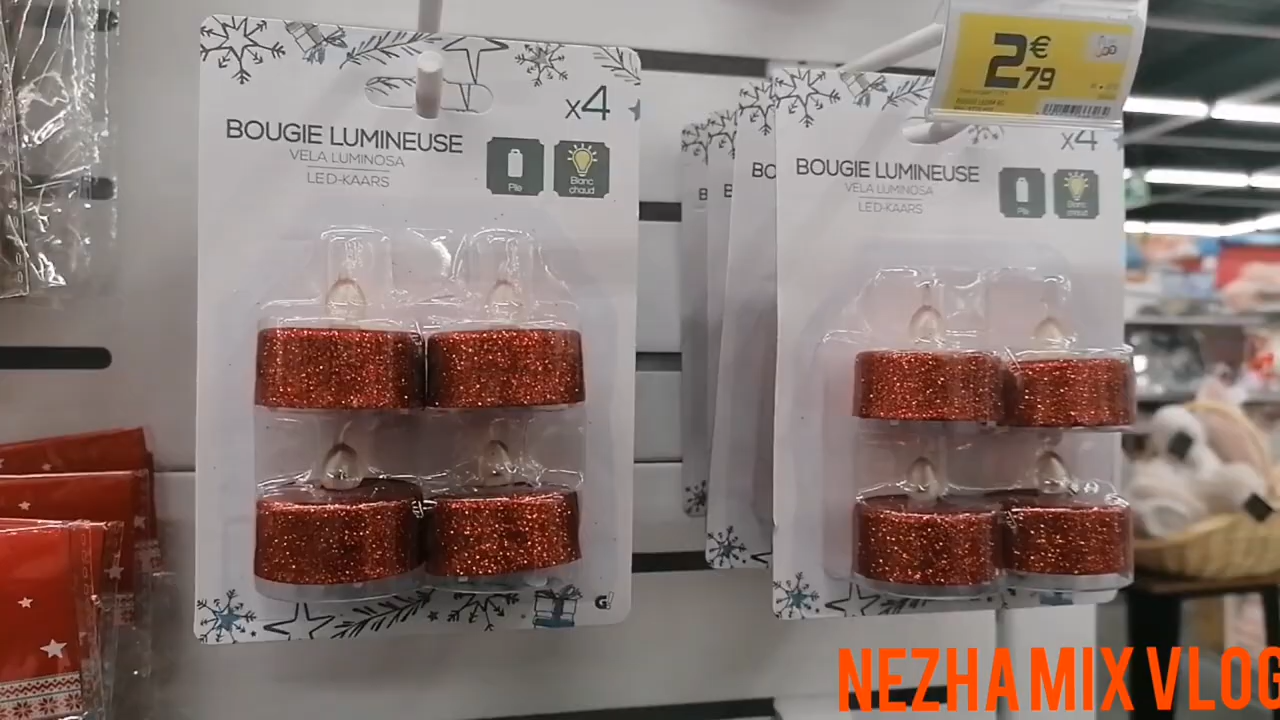 x4
BOUGIE LUMINEUSE
VELA LUMINOSA
LED-KAARS
Pile
Blanc
chaud
2€79
x4
BO
BOUGIE LUMINEUSE
VELA LUMINOSA
LED-KAARS
Pile
Blanc
chaud
NEZHA MIX VLOG